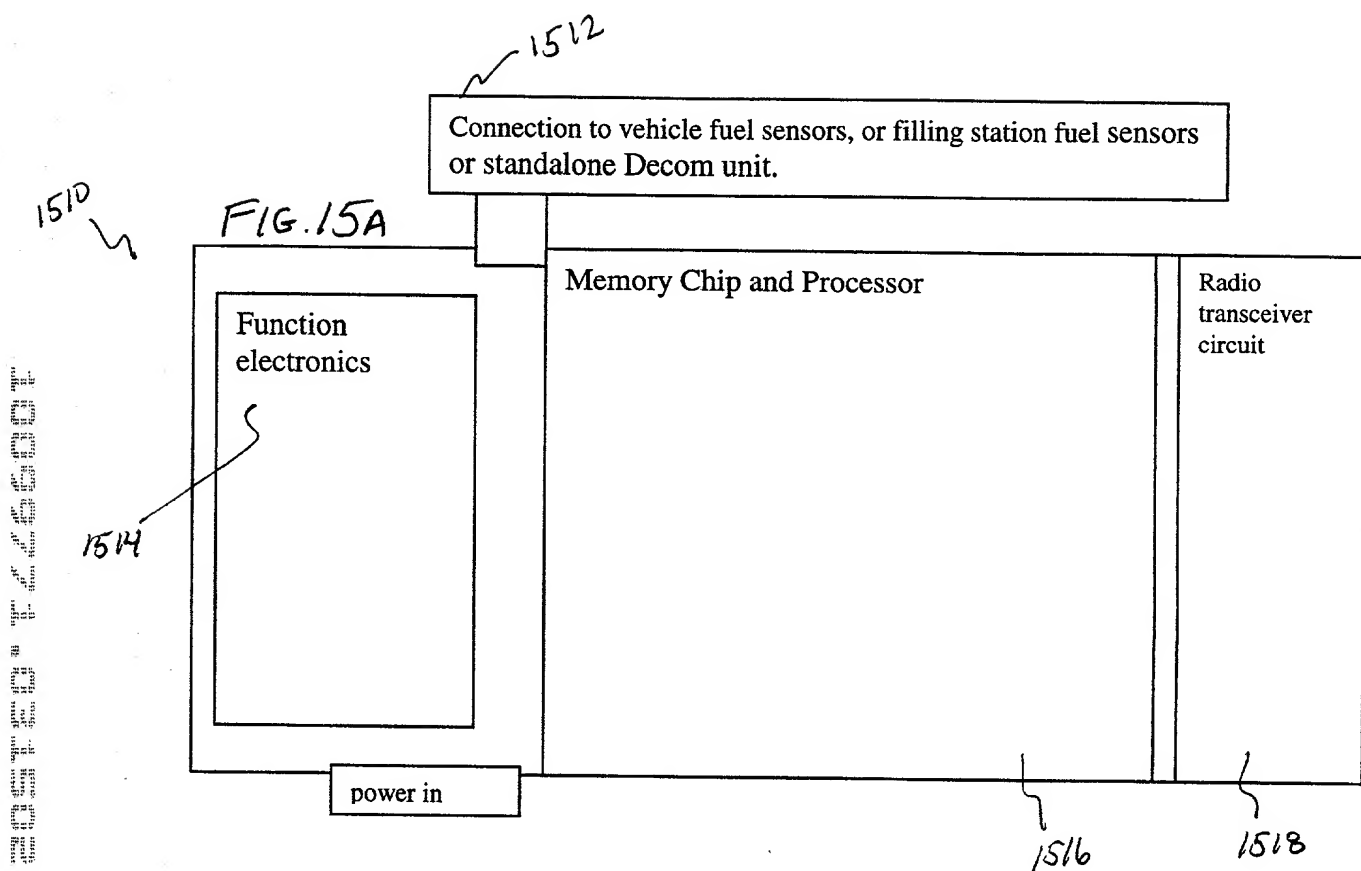 1512
Connection to vehicle fuel sensors, or filling station fuel sensors
or standalone Decom unit.
1510
FIG. 15A
Function
electronics
Memory Chip and Processor
Radio
transceiver
circuit
1514
power in
1516
1518